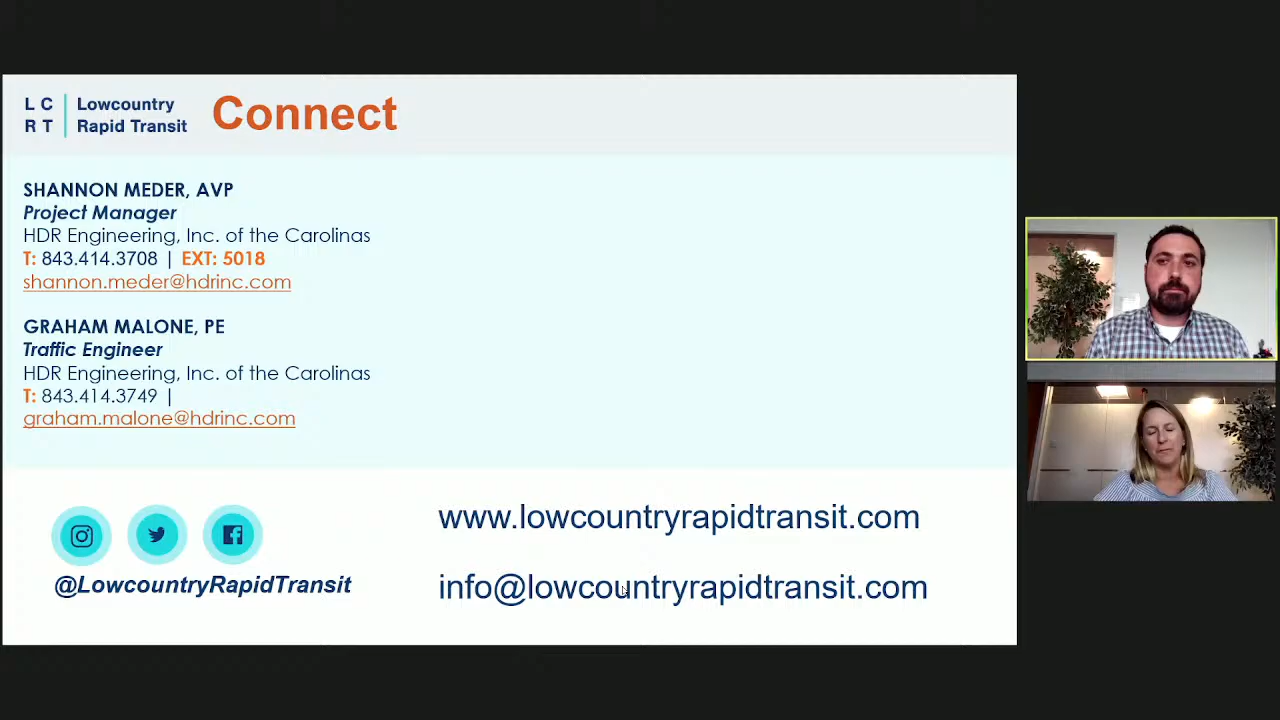 L C
R T
Lowcountry
Rapid Transit
Connect
SHANNON MEDER, AVP
Project Manager
HDR Engineering, Inc. of the Carolinas
T: 843.414.3708 | EXT: 5018
shannon.meder@hdrinc.com
GRAHAM MALONE, PE
Traffic Engineer
HDR Engineering, Inc. of the Carolinas
T: 843.414.3749 |
graham.malone@hdrinc.com
@LowcountryRapidTransit
www.lowcountryrapidtransit.com
info@lowcountryrapidtransit.com